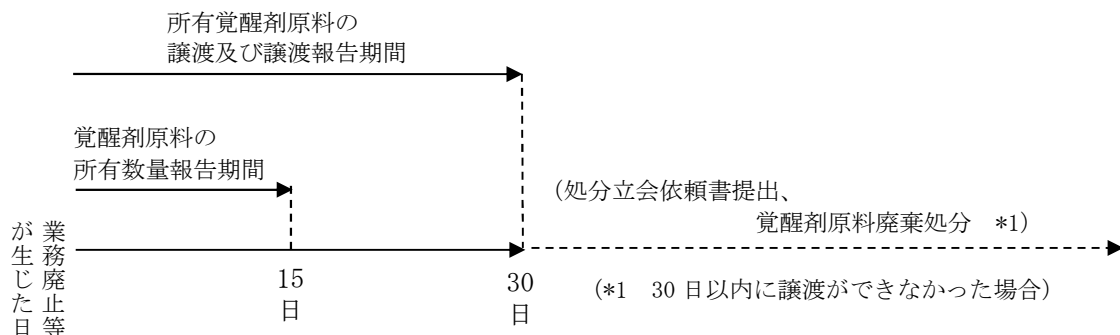 所有覚醒剤原料の
譲渡及び譲渡報告期間
覚醒剤原料の
所有数量報告期間
(処分立会依頼書提出、
覚醒剤原料廃棄処分 *1)
業務廃止等
が生じた日
15
日
30
日
(*1 30 日以内に譲渡ができなかった場合)